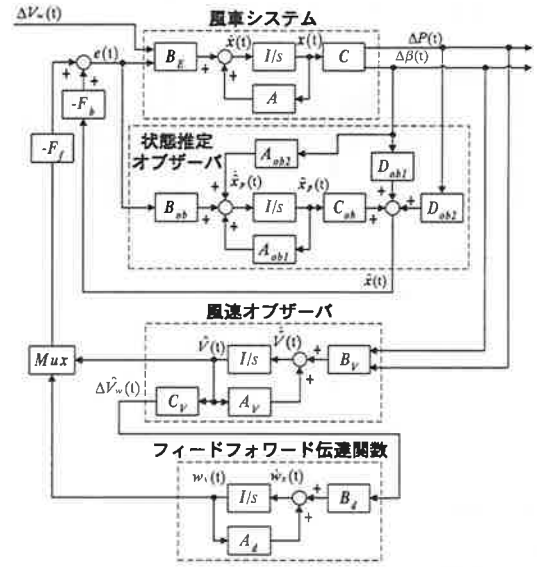 風車システム
ΔV_w(t)
e(t)
B_E
ẋ(t)
I/s
x(t)
C
ΔP(t)
Δβ(t)
A
-F_b
-F_f
状態推定
オブザーバ
A_ob2
D_ob1
B_ob
I/s
C_ob
D_ob2
A_ob1
x̂(t)
風速オブザーバ
Mux
V̂(t)
I/s
B_V
ΔV̂_w(t)
C_V
A_V
フィードフォワード伝達関数
I/s
B_d
A_d